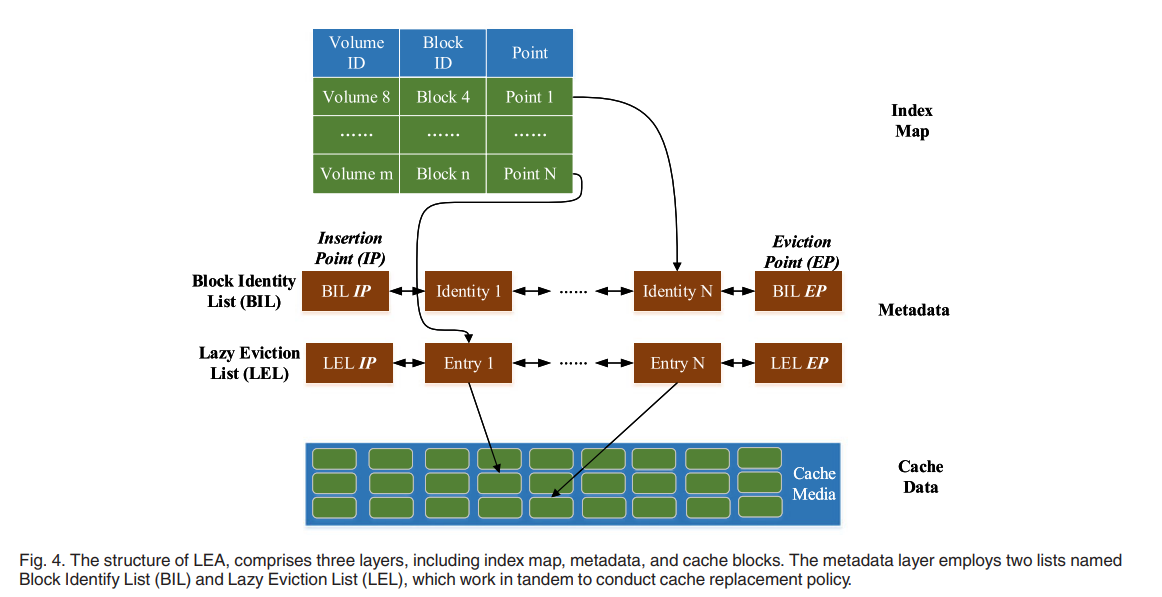 Volume ID
Block ID
Point
Volume 8
Block 4
Point 1
......
......
......
Volume m
Block n
Point N
Index
Map
Insertion
Point (IP)
Eviction
Point (EP)
Block Identity
List (BIL)
BIL IP
Identity 1
......
Identity N
BIL EP
Metadata
Lazy Eviction
List (LEL)
LEL IP
Entry 1
......
Entry N
LEL EP
Cache
Media
Cache
Data
Fig. 4. The structure of LEA, comprises three layers, including index map, metadata, and cache blocks. The metadata layer employs two lists named
Block Identify List (BIL) and Lazy Eviction List (LEL), which work in tandem to conduct cache replacement policy.